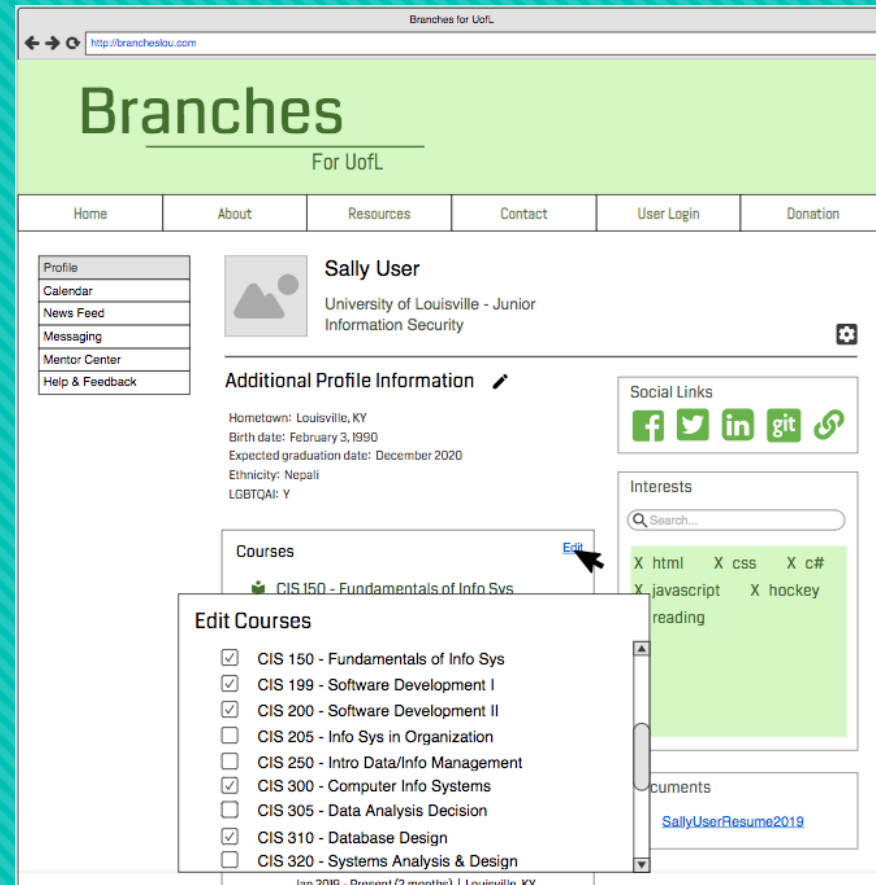 Branches for UofL
http://brancheslou.com
Branches
For UofL
Home About Resources Contact User Login Donation
Profile
Calendar
News Feed
Messaging
Mentor Center
Help & Feedback
Sally User
University of Louisville - Junior
Information Security
Additional Profile Information
Hometown: Louisville, KY
Birth date: February 3, 1990
Expected graduation date: December 2020
Ethnicity: Nepali
LGBTQAI: Y
Social Links
git
Interests
Search...
X html X css X c#
X javascript X hockey
reading
Courses Edit
CIS 150 - Fundamentals of Info Sys
Edit Courses
CIS 150 - Fundamentals of Info Sys
CIS 199 - Software Development I
CIS 200 - Software Development II
CIS 205 - Info Sys in Organization
CIS 250 - Intro Data/Info Management
CIS 300 - Computer Info Systems
CIS 305 - Data Analysis Decision
CIS 310 - Database Design
CIS 320 - Systems Analysis & Design
cuments
SallyUserResume2019
Jan 2019 - Present (2 months) | Louisville, KY